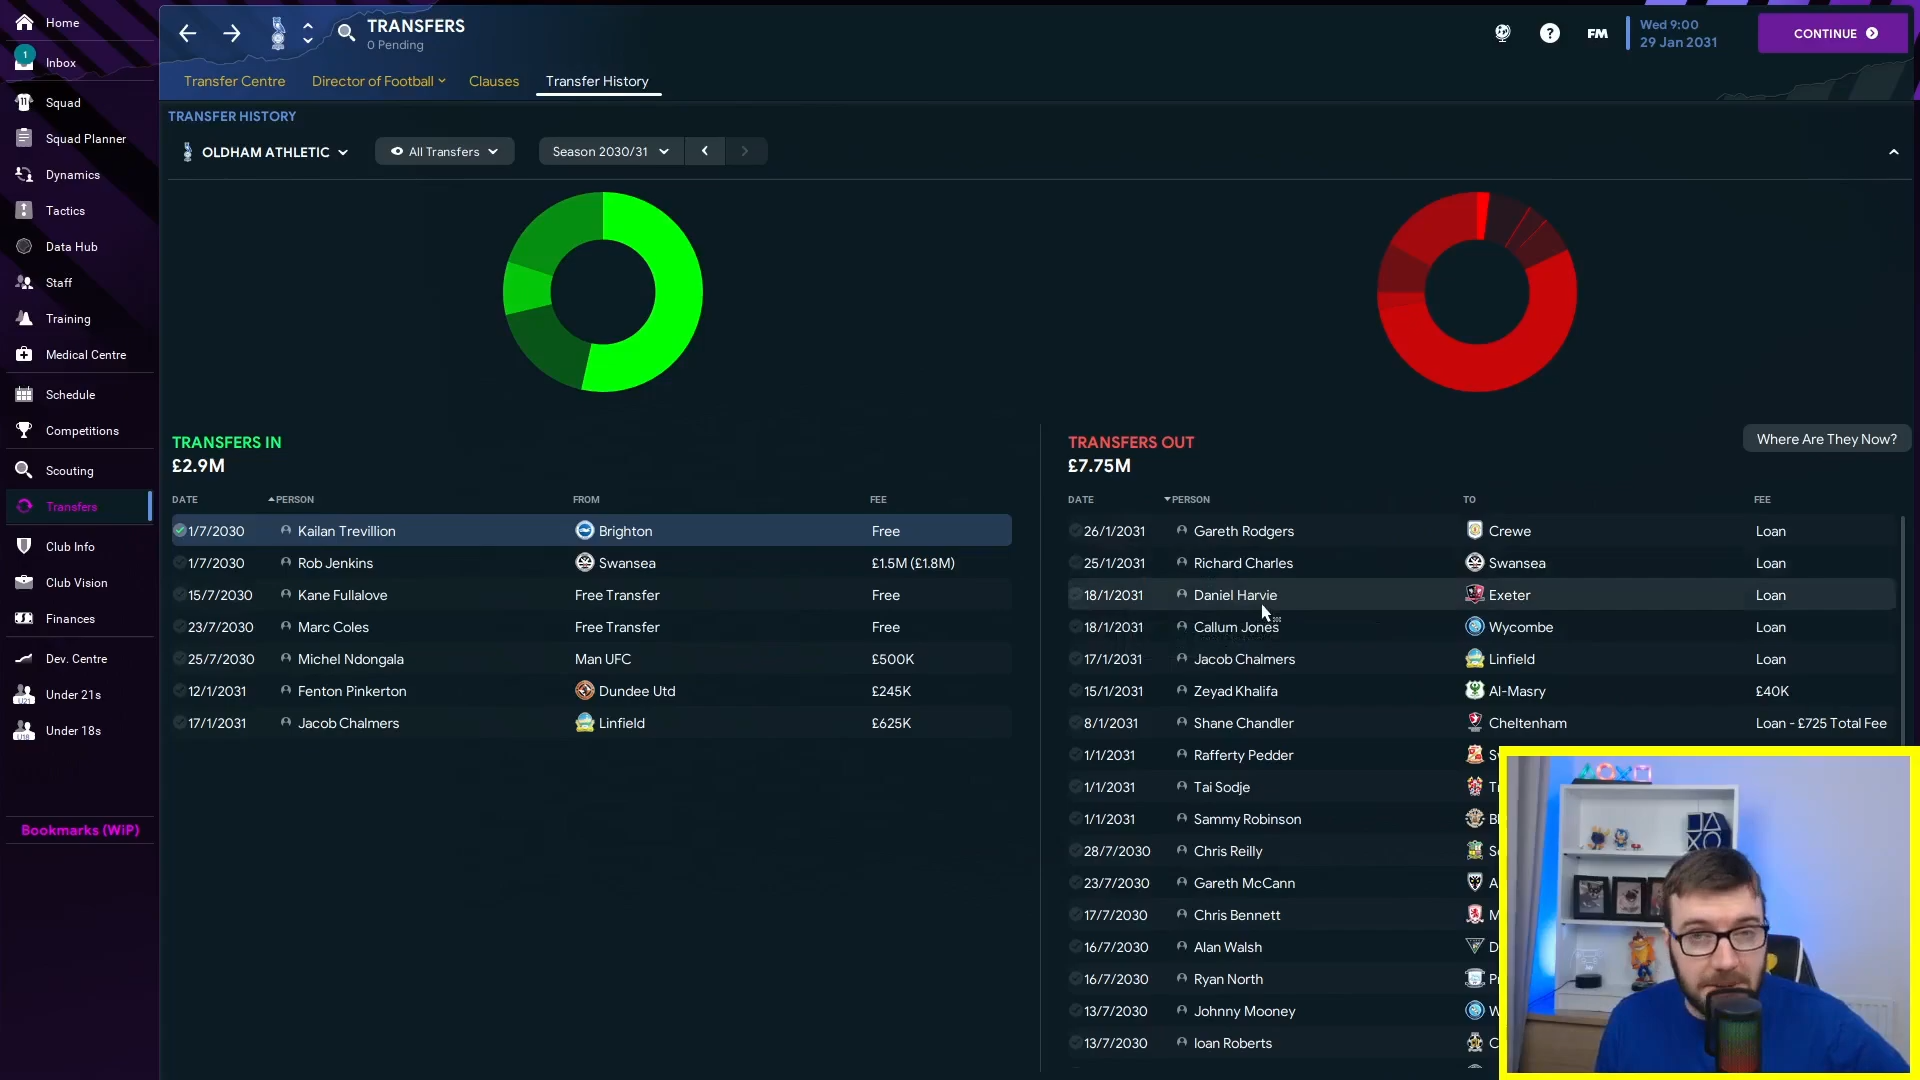 Home
TRANSFERS
0 Pending
FM
Wed 9:00
29 Jan 2031
CONTINUE
1
Inbox
Transfer Centre Director of Football Clauses Transfer History
Squad
Squad Planner
Dynamics
Tactics
Data Hub
Staff
Training
Medical Centre
Schedule
Competitions
Scouting
Transfers
Club Info
Club Vision
Finances
Dev. Centre
Under 21s
Under 18s
Bookmarks (WiP)
TRANSFER HISTORY
OLDHAM ATHLETIC All Transfers Season 2030/31
TRANSFERS IN
£2.9M
DATE PERSON FROM FEE
1/7/2030 Kailan Trevillion Brighton Free
1/7/2030 Rob Jenkins Swansea £1.5M (£1.8M)
15/7/2030 Kane Fullalove Free Transfer Free
23/7/2030 Marc Coles Free Transfer Free
25/7/2030 Michel Ndongala Man UFC £500K
12/1/2031 Fenton Pinkerton Dundee Utd £245K
17/1/2031 Jacob Chalmers Linfield £625K
TRANSFERS OUT
£7.75M
Where Are They Now?
DATE PERSON TO FEE
26/1/2031 Gareth Rodgers Crewe Loan
25/1/2031 Richard Charles Swansea Loan
18/1/2031 Daniel Harvie Exeter Loan
18/1/2031 Callum Jones Wycombe Loan
17/1/2031 Jacob Chalmers Linfield Loan
15/1/2031 Zeyad Khalifa Al-Masry £40K
8/1/2031 Shane Chandler Cheltenham Loan - £725 Total Fee
1/1/2031 Rafferty Pedder
1/1/2031 Tai Sodje
1/1/2031 Sammy Robinson
28/7/2030 Chris Reilly
23/7/2030 Gareth McCann
17/7/2030 Chris Bennett
16/7/2030 Alan Walsh
16/7/2030 Ryan North
13/7/2030 Johnny Mooney
13/7/2030 Ioan Roberts